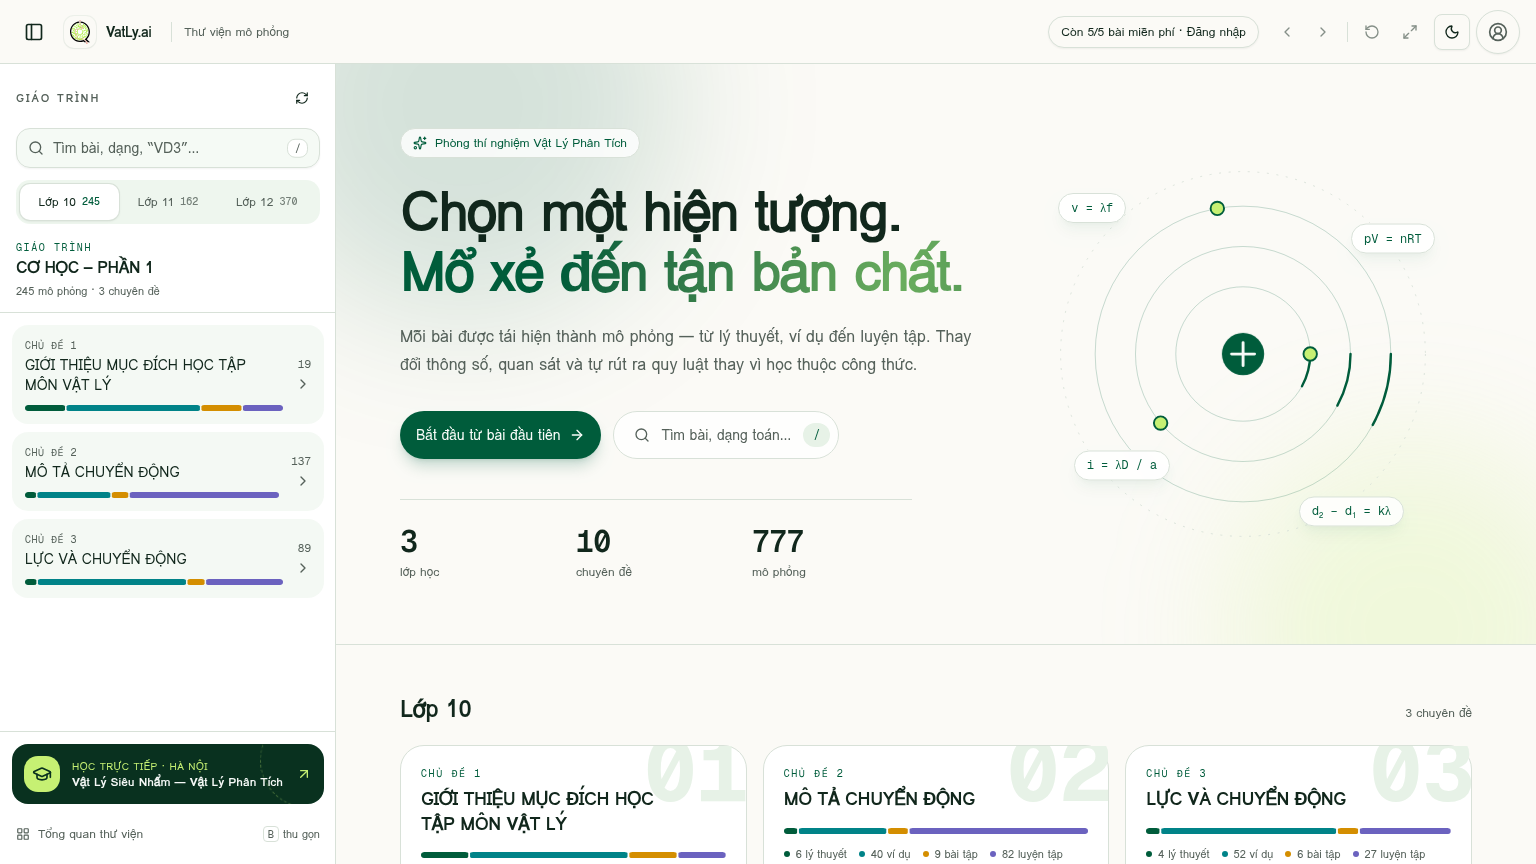 VatLy.ai
Thư viện mô phỏng
Còn 5/5 bài miễn phí · Đăng nhập
GIÁO TRÌNH
Tìm bài, dạng, “VD3”...
/
Lớp 10 245
Lớp 11 162
Lớp 12 370
GIÁO TRÌNH
CƠ HỌC – PHẦN 1
245 mô phỏng · 3 chuyên đề
CHỦ ĐỀ 1
GIỚI THIỆU MỤC ĐÍCH HỌC TẬP
MÔN VẬT LÝ
19
CHỦ ĐỀ 2
MÔ TẢ CHUYỂN ĐỘNG
137
CHỦ ĐỀ 3
LỰC VÀ CHUYỂN ĐỘNG
89
HỌC TRỰC TIẾP · HÀ NỘI
Vật Lý Siêu Nhẩm — Vật Lý Phân Tích
Tổng quan thư viện
B thu gọn
Phòng thí nghiệm Vật Lý Phân Tích
Chọn một hiện tượng.
Mổ xẻ đến tận bản chất.
Mỗi bài được tái hiện thành mô phỏng — từ lý thuyết, ví dụ đến luyện tập. Thay
đổi thông số, quan sát và tự rút ra quy luật thay vì học thuộc công thức.
Bắt đầu từ bài đầu tiên
Tìm bài, dạng toán...
/
3
lớp học
10
chuyên đề
777
mô phỏng
v = λf
pV = nRT
i = λD / a
d₂ − d₁ = kλ
Lớp 10
3 chuyên đề
01
CHỦ ĐỀ 1
GIỚI THIỆU MỤC ĐÍCH HỌC
TẬP MÔN VẬT LÝ
02
CHỦ ĐỀ 2
MÔ TẢ CHUYỂN ĐỘNG
6 lý thuyết 40 ví dụ 9 bài tập 82 luyện tập
03
CHỦ ĐỀ 3
LỰC VÀ CHUYỂN ĐỘNG
4 lý thuyết 52 ví dụ 6 bài tập 27 luyện tập